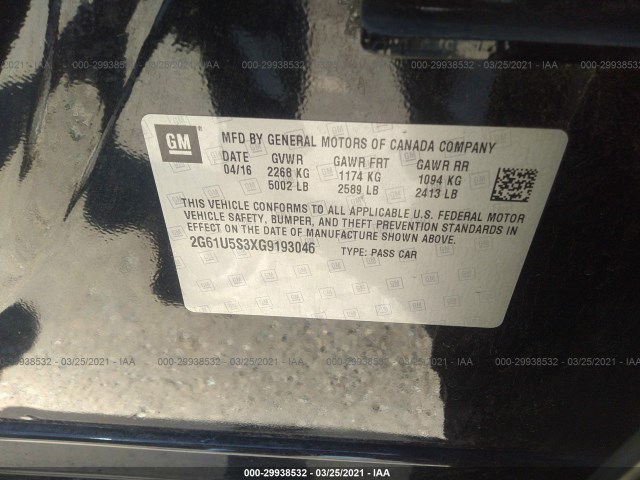 000-29938532 - 03/25/2021 - IAA
GM
MFD BY GENERAL MOTORS OF CANADA COMPANY
DATE GVWR GAWR FRT GAWR RR
04/16 2268 KG 1174 KG 1094 KG
5002 LB 2589 LB 2413 LB
THIS VEHICLE CONFORMS TO ALL APPLICABLE U.S. FEDERAL MOTOR
VEHICLE SAFETY, BUMPER, AND THEFT PREVENTION STANDARDS IN
EFFECT ON THE DATE OF MANUFACTURE SHOWN ABOVE.
2G61U5S3XG9193046 TYPE: PASS CAR
000-29938532 - 03/25/2021 - IAA
000-29938532 | 03/25/2021 | IAA